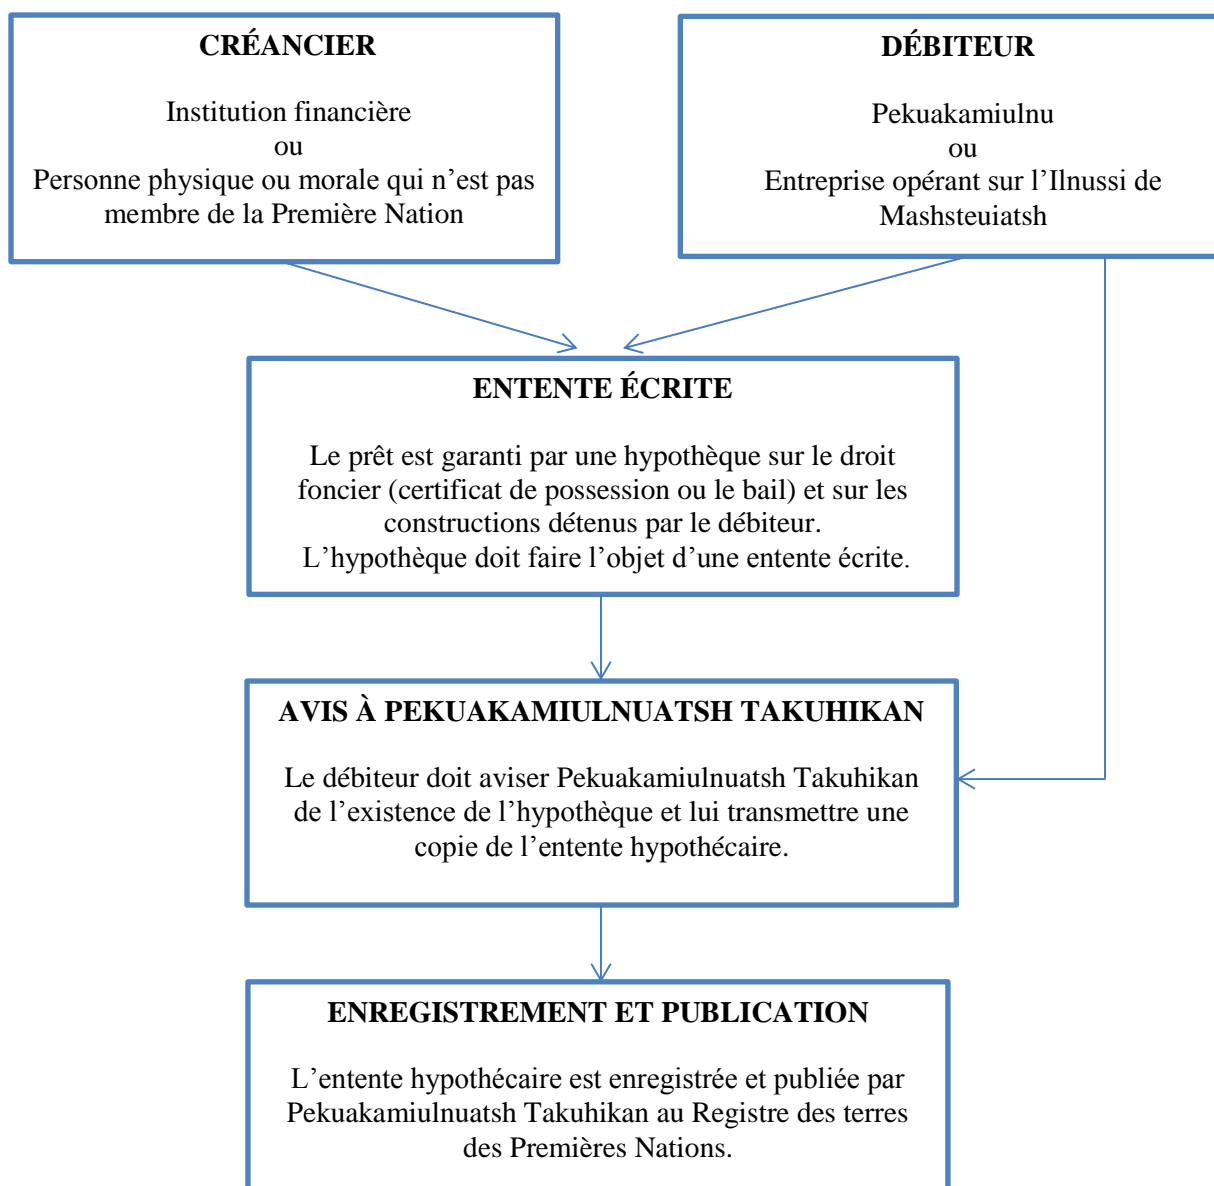 CRÉANCIER
Institution financière
ou
Personne physique ou morale qui n’est pas
membre de la Première Nation
DÉBITEUR
Pekuakamiulnu
ou
Entreprise opérant sur l’Ilnussi de
Mashsteuiatsh
ENTENTE ÉCRITE
Le prêt est garanti par une hypothèque sur le droit
foncier (certificat de possession ou le bail) et sur les
constructions détenus par le débiteur.
L’hypothèque doit faire l’objet d’une entente écrite.
AVIS À PEKUAKAMIULNUATSH TAKUHIKAN
Le débiteur doit aviser Pekuakamiulnuatsh Takuhikan
de l’existence de l’hypothèque et lui transmettre une
copie de l’entente hypothécaire.
ENREGISTREMENT ET PUBLICATION
L’entente hypothécaire est enregistrée et publiée par
Pekuakamiulnuatsh Takuhikan au Registre des terres
des Premières Nations.